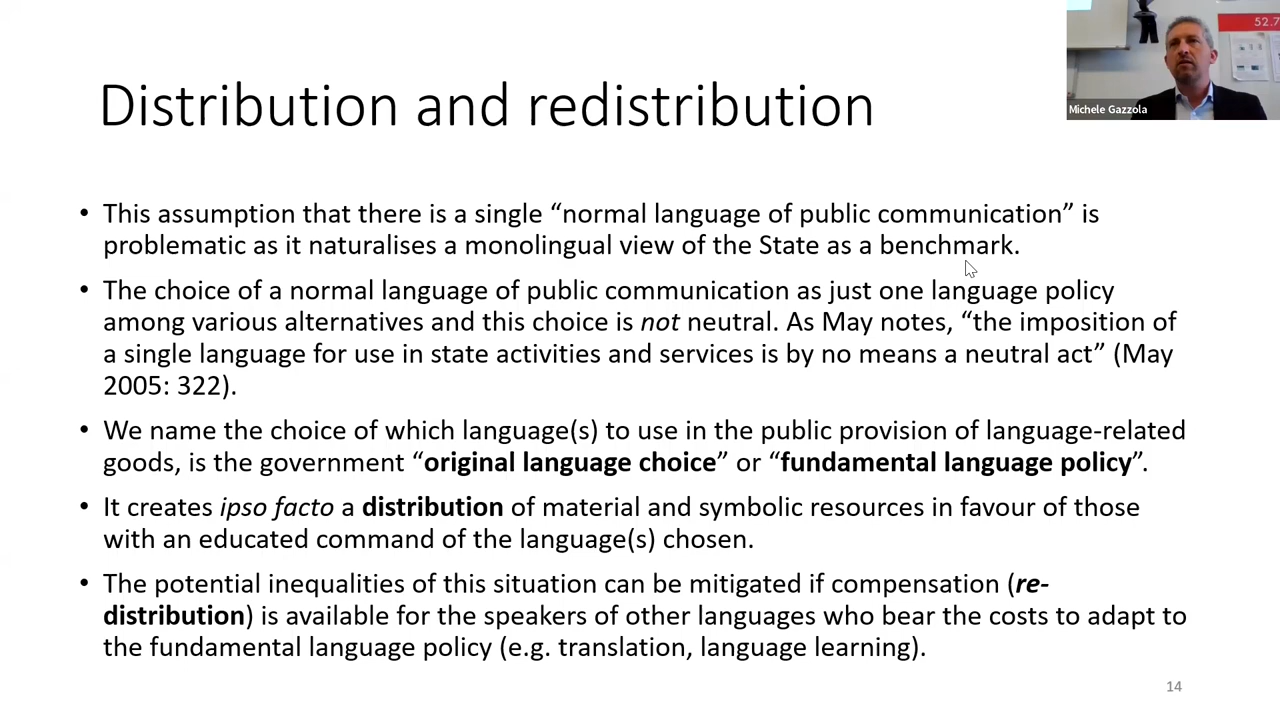 52.7
Michele Gazzola
Distribution and redistribution
• This assumption that there is a single “normal language of public communication” is
problematic as it naturalises a monolingual view of the State as a benchmark.
• The choice of a normal language of public communication as just one language policy
among various alternatives and this choice is not neutral. As May notes, “the imposition of
a single language for use in state activities and services is by no means a neutral act” (May
2005: 322).
• We name the choice of which language(s) to use in the public provision of language-related
goods, is the government “original language choice” or “fundamental language policy”.
• It creates ipso facto a distribution of material and symbolic resources in favour of those
with an educated command of the language(s) chosen.
• The potential inequalities of this situation can be mitigated if compensation (re-
distribution) is available for the speakers of other languages who bear the costs to adapt to
the fundamental language policy (e.g. translation, language learning).
14